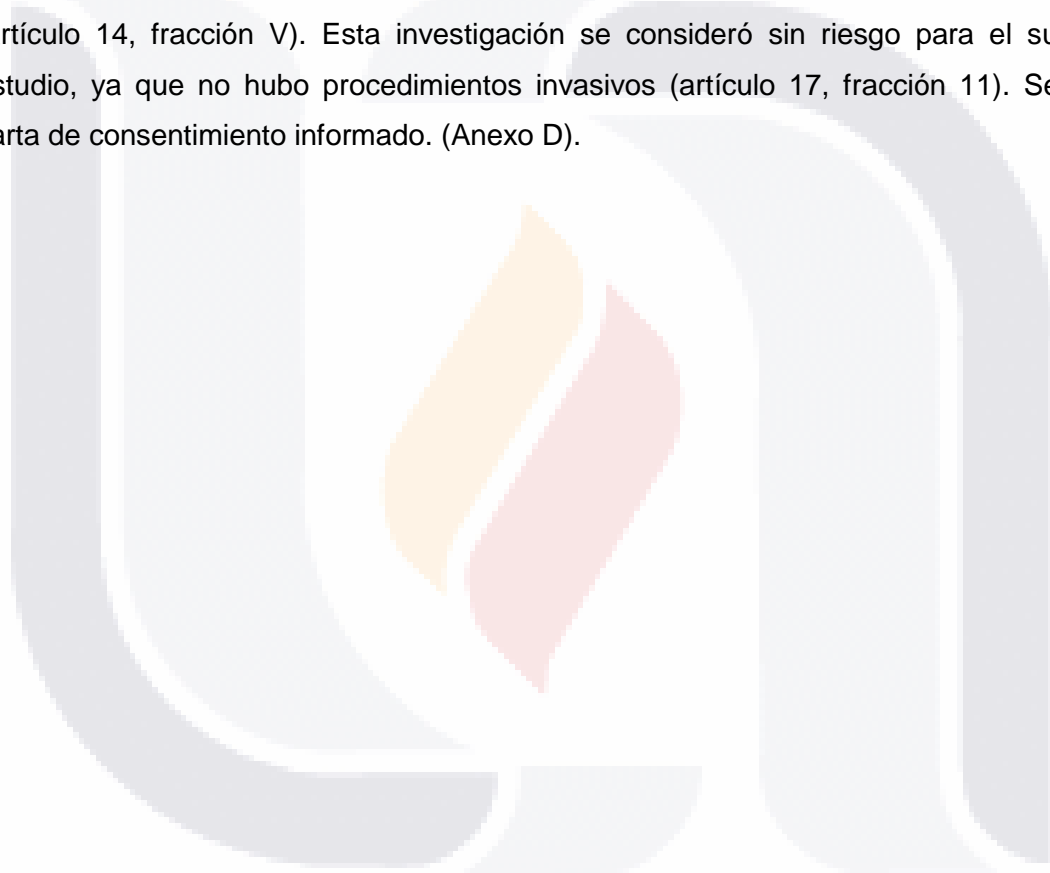 rtículo 14, fracción V). Esta investigación se consideró sin riesgo para el su
studio, ya que no hubo procedimientos invasivos (artículo 17, fracción 11). Se
arta de consentimiento informado. (Anexo D).